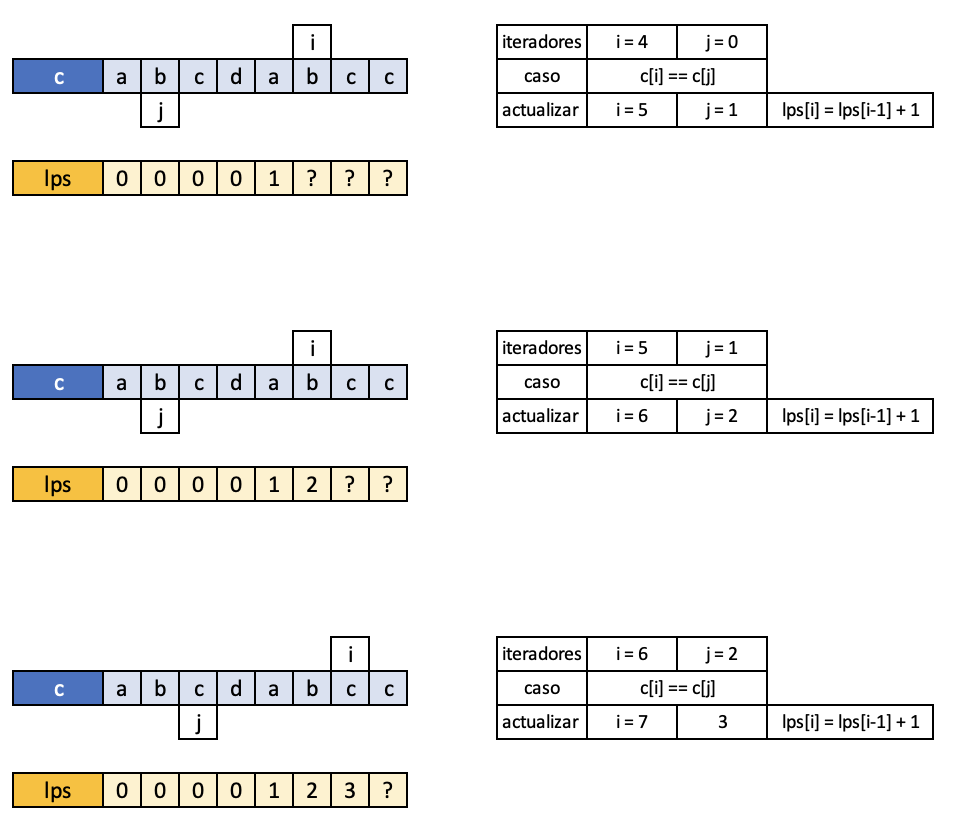 i
c a b c d a b c c
j
lps 0 0 0 0 1 ? ? ?
iteradores i = 4 j = 0
caso c[i] == c[j]
actualizar i = 5 j = 1 lps[i] = lps[i-1] + 1
i
c a b c d a b c c
j
lps 0 0 0 0 1 2 ? ?
iteradores i = 5 j = 1
caso c[i] == c[j]
actualizar i = 6 j = 2 lps[i] = lps[i-1] + 1
i
c a b c d a b c c
j
lps 0 0 0 0 1 2 3 ?
iteradores i = 6 j = 2
caso c[i] == c[j]
actualizar i = 7 3 lps[i] = lps[i-1] + 1